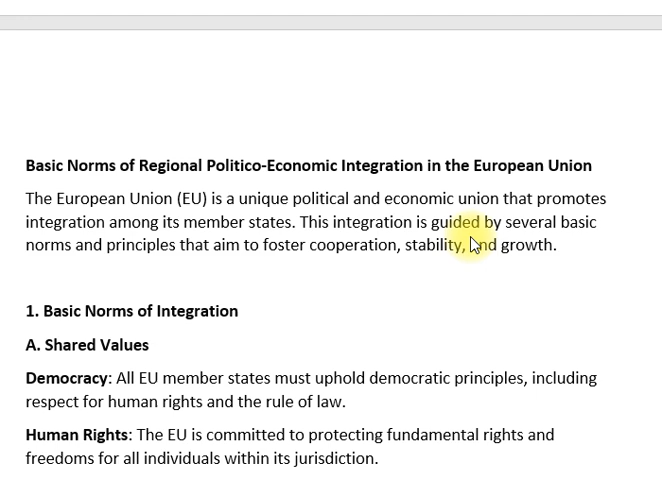 Basic Norms of Regional Politico-Economic Integration in the European Union
The European Union (EU) is a unique political and economic union that promotes
integration among its member states. This integration is guided by several basic
norms and principles that aim to foster cooperation, stability, and growth.
1. Basic Norms of Integration
A. Shared Values
Democracy: All EU member states must uphold democratic principles, including
respect for human rights and the rule of law.
Human Rights: The EU is committed to protecting fundamental rights and
freedoms for all individuals within its jurisdiction.